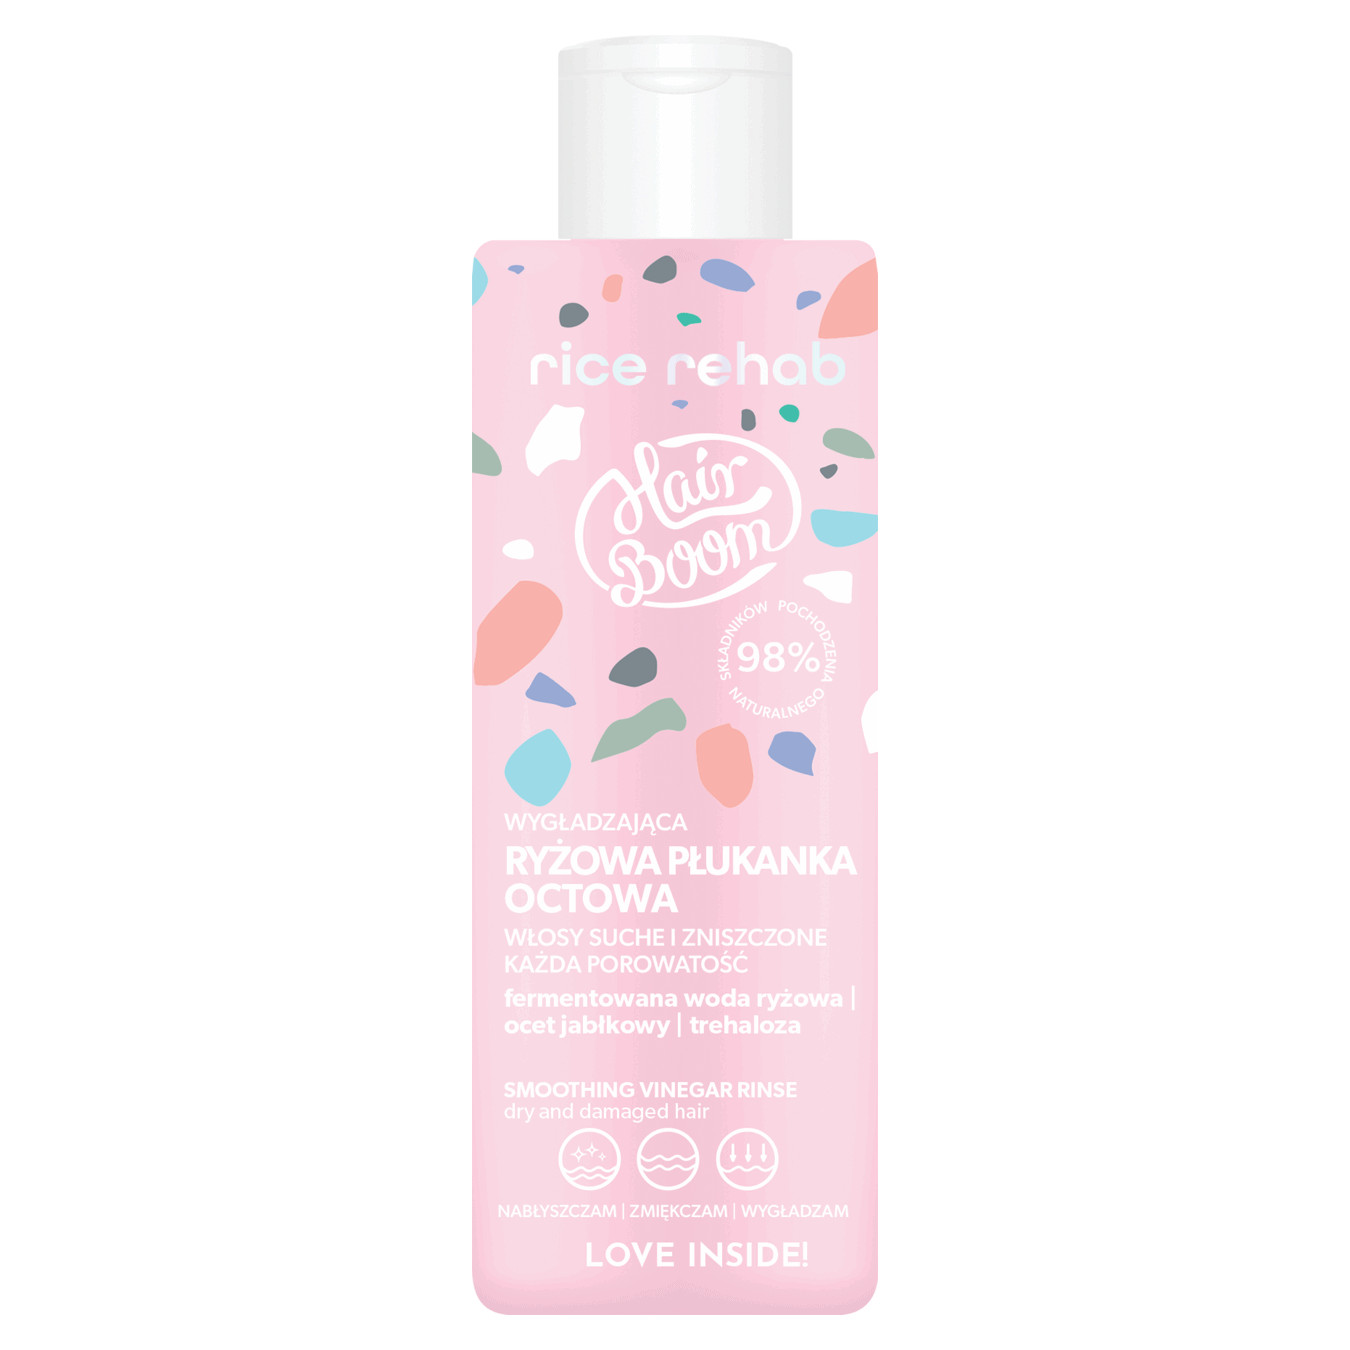 rice rehab
Hair
Boom
SKŁADNIKÓW POCHODZENIA NATURALNEGO
98%
WYGŁADZAJĄCA
RYŻOWA PŁUKANKA
OCTOWA
WŁOSY SUCHE I ZNISZCZONE
KAŻDA POROWATOŚĆ
fermentowana woda ryżowa |
ocet jabłkowy | trehaloza
SMOOTHING VINEGAR RINSE
dry and damaged hair
NABŁYSZCZAM | ZMIĘKCZAM | WYGŁADZAM
LOVE INSIDE!